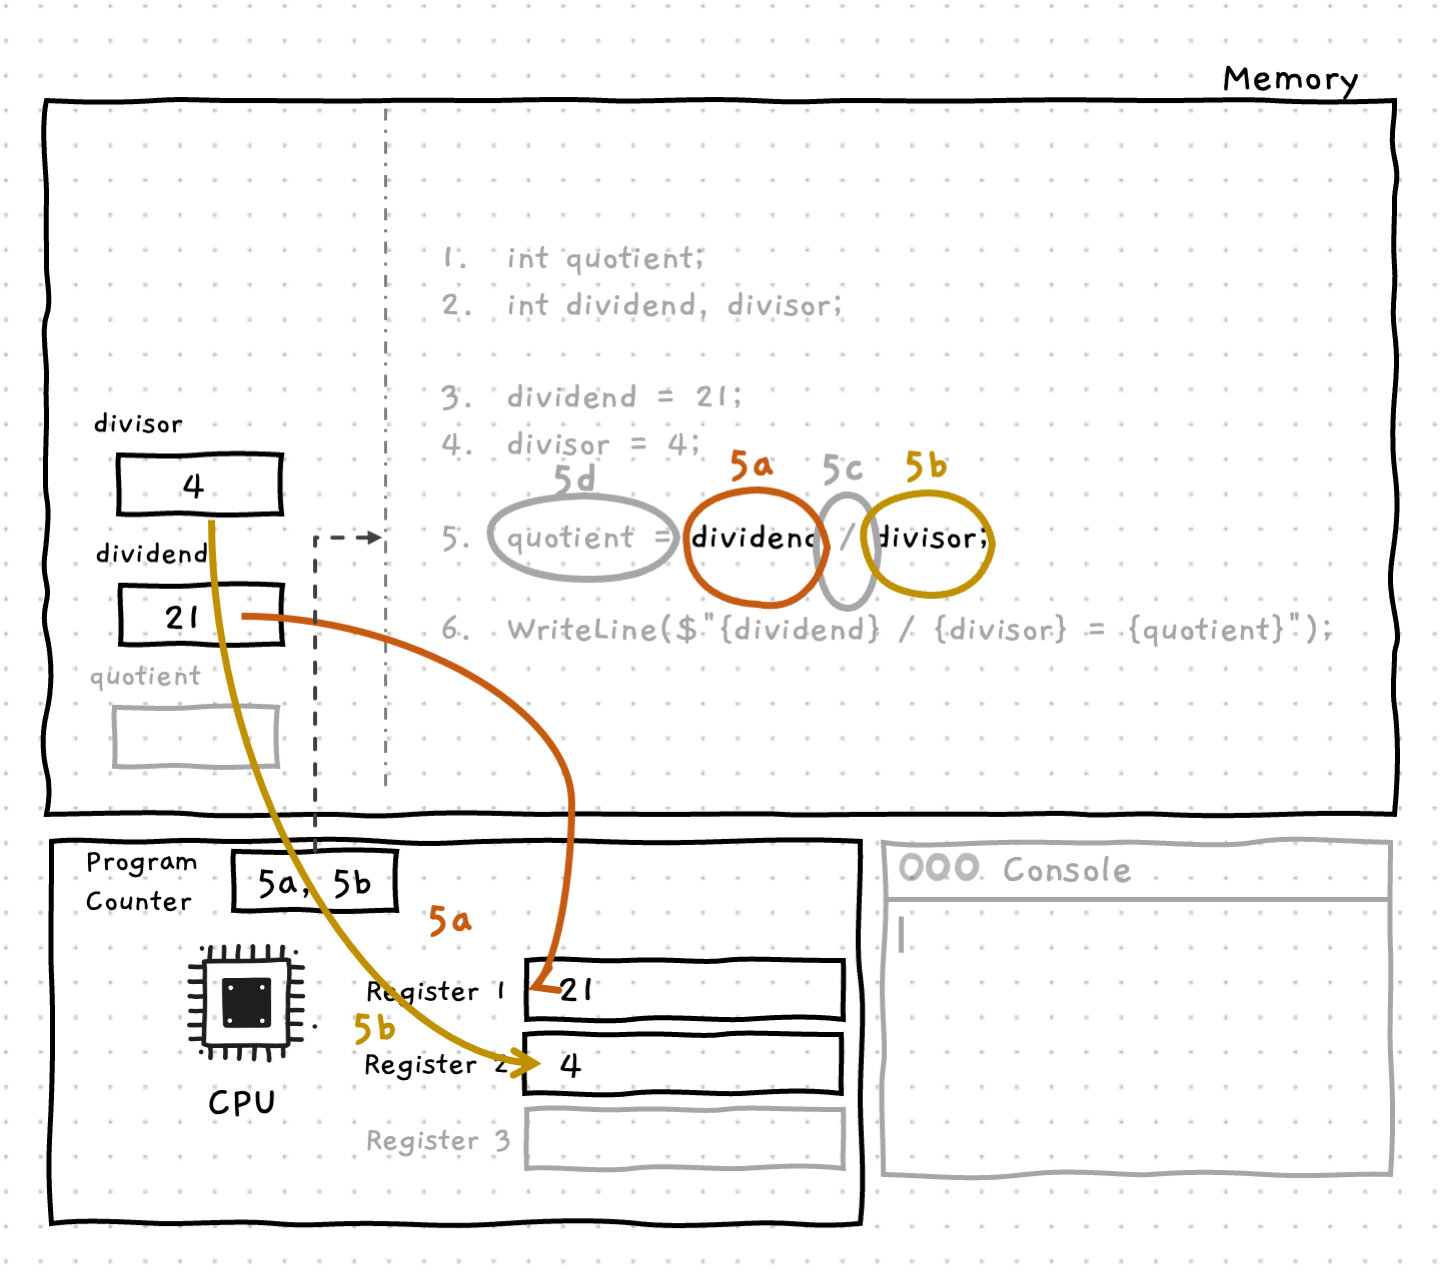 Memory
1. int quotient;
2. int dividend, divisor;
3. dividend = 21;
4. divisor = 4;
5d 5a 5c 5b
5. quotient = dividend / divisor;
6. WriteLine($"{dividend} / {divisor} = {quotient}");
divisor
4
dividend
21
quotient
Program
Counter
5a, 5b
5a
Register 1 21
5b
Register 2 4
Register 3
CPU
Console